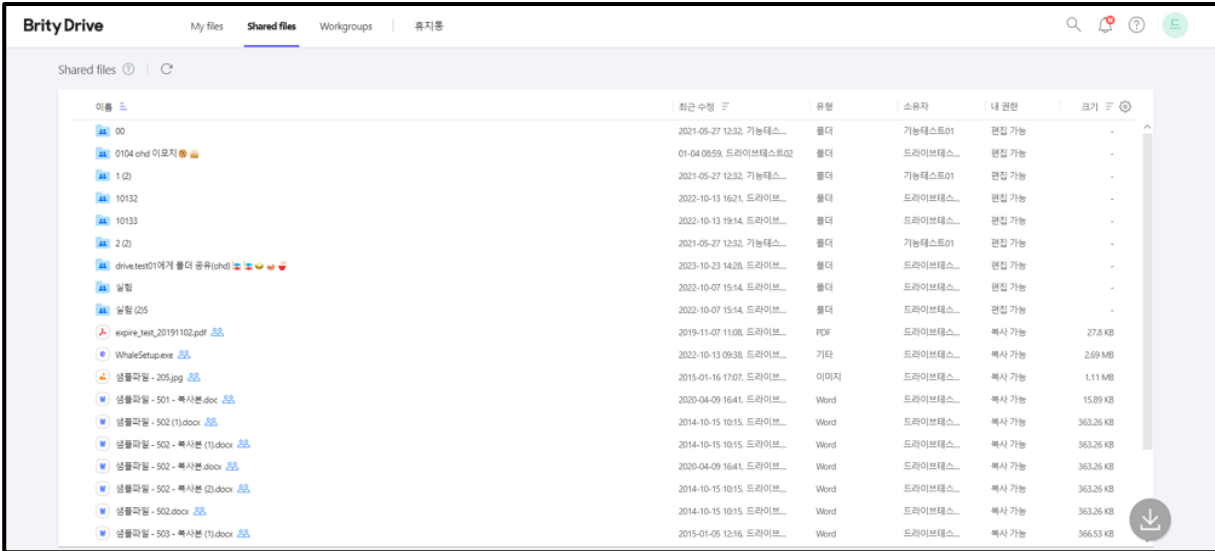 Brity Drive My files Shared files Workgroups 휴지통 드
Shared files
이름 최근 수정 유형 소유자 내 권한 크기
00 2021-05-27 12:32, 기능테스... 폴더 기능테스트01 편집 가능 -
0104 ohd 이모지 01-04 08:59, 드라이브테스트02 폴더 드라이브테스... 편집 가능 -
1 (2) 2021-05-27 12:32, 기능테스... 폴더 기능테스트01 편집 가능 -
10132 2022-10-13 16:21, 드라이브... 폴더 드라이브테스... 편집 가능 -
10133 2022-10-13 19:14, 드라이브... 폴더 드라이브테스... 편집 가능 -
2 (2) 2021-05-27 12:32, 기능테스... 폴더 기능테스트01 편집 가능 -
drive.test01에게 폴더 공유(ohd) 2023-10-23 14:28, 드라이브... 폴더 드라이브테스... 편집 가능 -
실험 2022-10-07 15:14, 드라이브... 폴더 드라이브테스... 편집 가능 -
실험 (2)5 2022-10-07 15:14, 드라이브... 폴더 드라이브테스... 편집 가능 -
expire_test_20191102.pdf 2019-11-07 11:08, 드라이브... PDF 드라이브테스... 복사 가능 27.8 KB
WhaleSetup.exe 2022-10-13 09:38, 드라이브... 기타 드라이브테스... 복사 가능 2.69 MB
샘플파일 - 205.jpg 2015-01-16 17:07, 드라이브... 이미지 드라이브테스... 복사 가능 1.11 MB
샘플파일 - 501 - 복사본.doc 2020-04-09 16:41, 드라이브... Word 드라이브테스... 복사 가능 15.89 KB
샘플파일 - 502 (1).docx 2014-10-15 10:15, 드라이브... Word 드라이브테스... 복사 가능 363.26 KB
샘플파일 - 502 - 복사본 (1).docx 2014-10-15 10:15, 드라이브... Word 드라이브테스... 복사 가능 363.26 KB
샘플파일 - 502 - 복사본.docx 2020-04-09 16:41, 드라이브... Word 드라이브테스... 복사 가능 363.26 KB
샘플파일 - 502 - 복사본 (2).docx 2014-10-15 10:15, 드라이브... Word 드라이브테스... 복사 가능 363.26 KB
샘플파일 - 502.docx 2014-10-15 10:15, 드라이브... Word 드라이브테스... 복사 가능 363.26 KB
샘플파일 - 503 - 복사본 (1).docx 2015-01-05 12:16, 드라이브... Word 드라이브테스... 복사 가능 366.53 KB